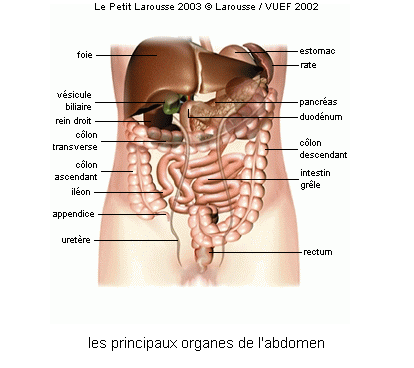 Le Petit Larousse 2003 © Larousse / VUEF 2002
foie
estomac
rate
vésicule
biliaire
pancréas
rein droit
duodénum
côlon
transverse
côlon
descendant
côlon
ascendant
intestin
grêle
iléon
appendice
uretère
rectum
les principaux organes de l'abdomen